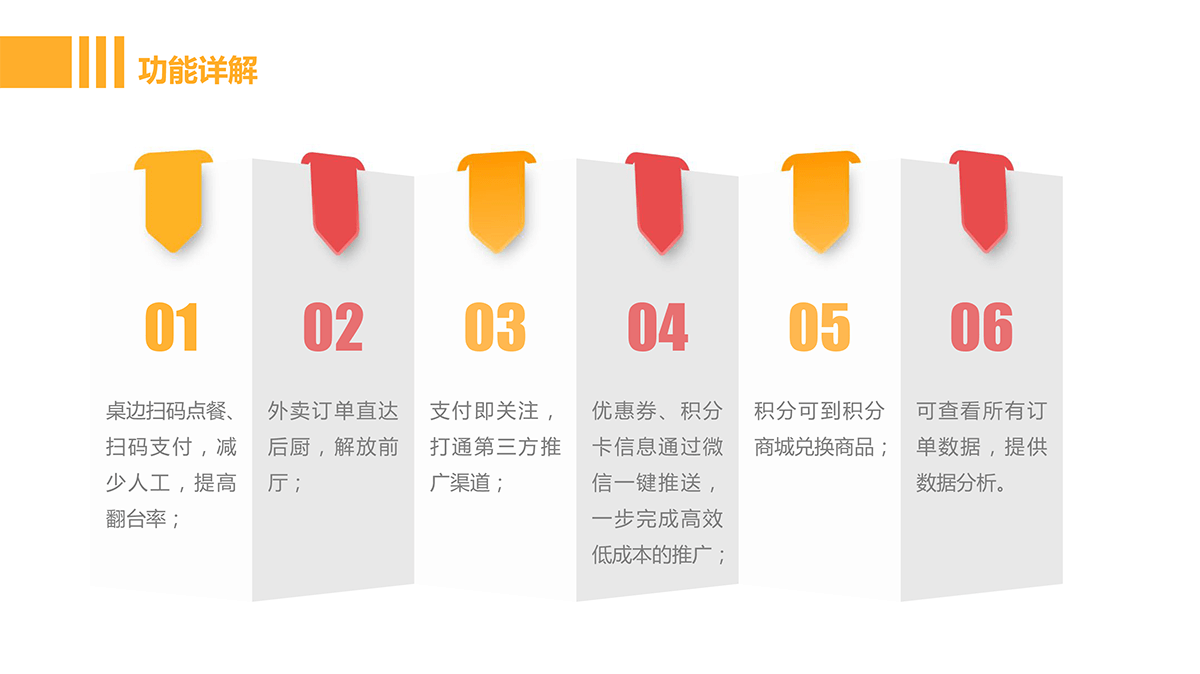 功能详解
01
桌边扫码点餐、
扫码支付，减
少人工，提高
翻台率；
02
外卖订单直达
后厨，解放前
厅；
03
支付即关注，
打通第三方推
广渠道；
04
优惠券、积分
卡信息通过微
信一键推送，
一步完成高效
低成本的推广；
05
积分可到积分
商城兑换商品；
06
可查看所有订
单数据，提供
数据分析。